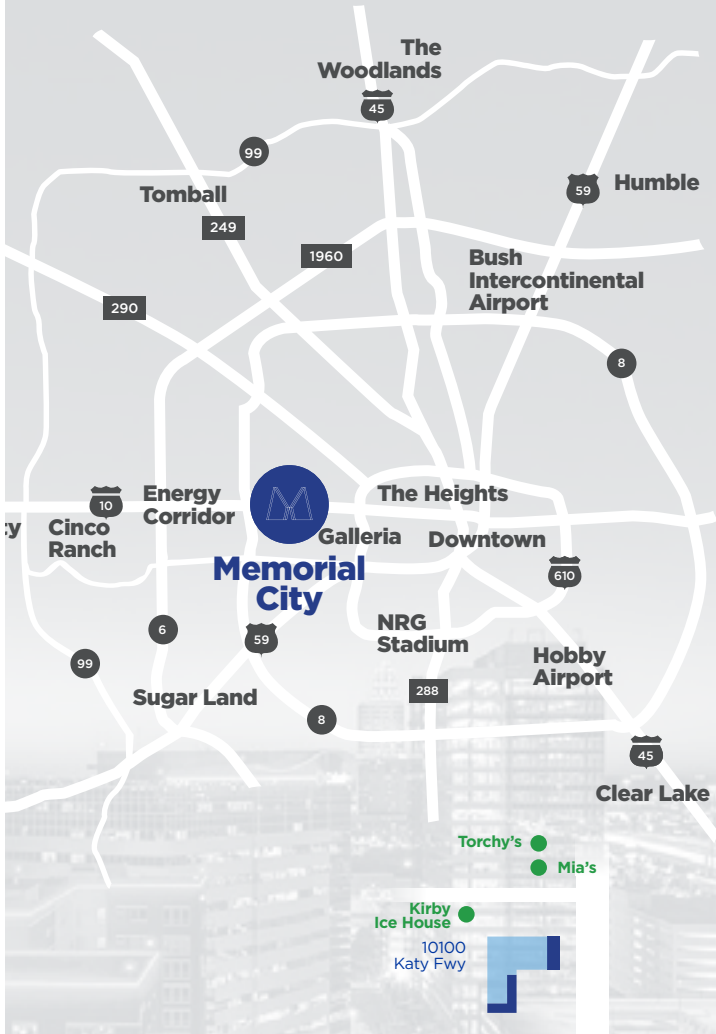 The
Woodlands
45
99
Tomball
59
Humble
249
1960
Bush
Intercontinental
Airport
290
8
10
Energy
Corridor
The Heights
ty
Cinco
Ranch
Galleria
Downtown
Memorial
City
610
6
59
NRG
Stadium
99
Hobby
Airport
Sugar Land
288
8
45
Clear Lake
Torchy's
Mia's
Kirby
Ice House
10100
Katy Fwy